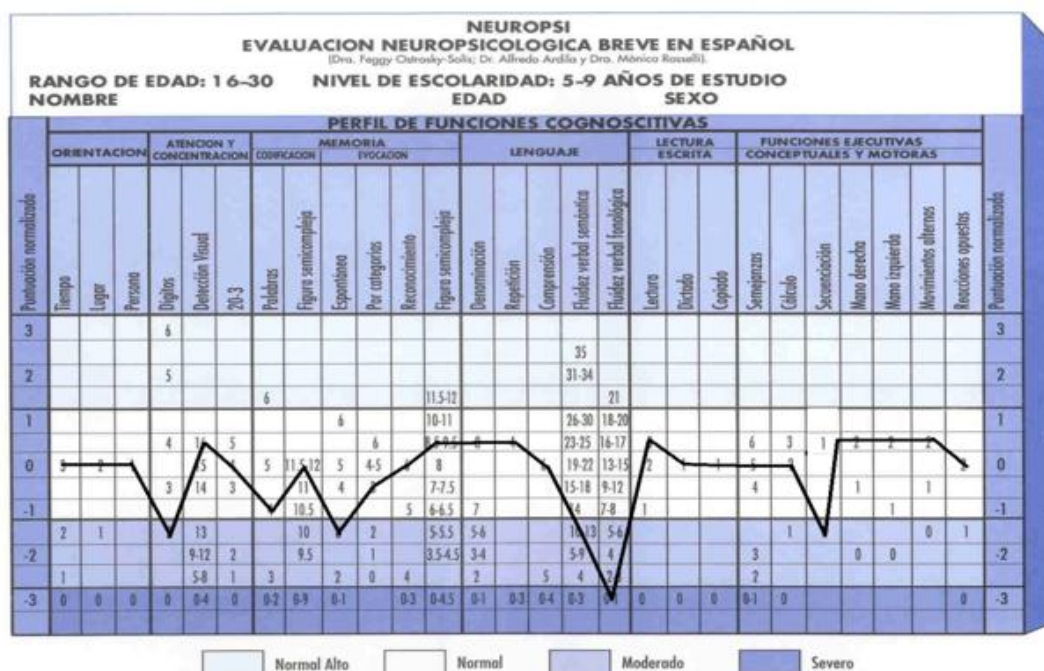 NEUROPSI
EVALUACION NEUROPSICOLOGICA BREVE EN ESPAÑOL
(Dra. Feggy Ostrosky-Solis; Dr. Alfredo Ardila y Dra. Mónica Rosselli).
RANGO DE EDAD: 16-30 NIVEL DE ESCOLARIDAD: 5-9 AÑOS DE ESTUDIO
NOMBRE EDAD SEXO
PERFIL DE FUNCIONES COGNOSCITIVAS
ORIENTACION ATENCION Y CONCENTRACION MEMORIA LENGUAJE LECTURA ESCRITA FUNCIONES EJECUTIVAS CONCEPTUALES Y MOTORAS
CODIFICACION EVOCACION
Puntuación normalizada Tiempo Lugar Persona Dígitos Detección Visual 20-3 Palabras Figura semicompleja Espontánea Por categorías Reconocimiento Figura semicompleja Denominación Repetición Comprensión Fluidez verbal semántica Fluidez verbal fonológica Lectura Dictado Copiado Semejanzas Cálculo Secuenciación Mano derecha Mano izquierda Movimientos alternos Reacciones opuestas Puntuación normalizada
3 6 3
35
2 5 31-34 2
6 11.5-12 21
1 6 10-11 26-30 18-20 1
4 5 6 23-25 16-17 6 3 1 2 2 2
0 5 11.5-12 5 4-5 8 19-22 13-15 2 0
3 14 3 11 4 7-7.5 15-18 9-12 4 1 1
-1 10.5 5 6-6.5 7 7-8 1 1 -1
2 1 13 10 2 5-5.5 5-6 5-6 1 0 1
-2 9-12 2 9.5 1 3.5-4.5 3-4 5-9 4 3 0 0 -2
1 5-8 1 3 2 0 4 2 5 4 2
-3 0 0 0 0 0-4 0 0-2 0-9 0-1 0-3 0-4.5 0-1 0-3 0-4 0-3 0 0 0 0-1 0 0 -3
Normal Alto Normal Moderado Severo